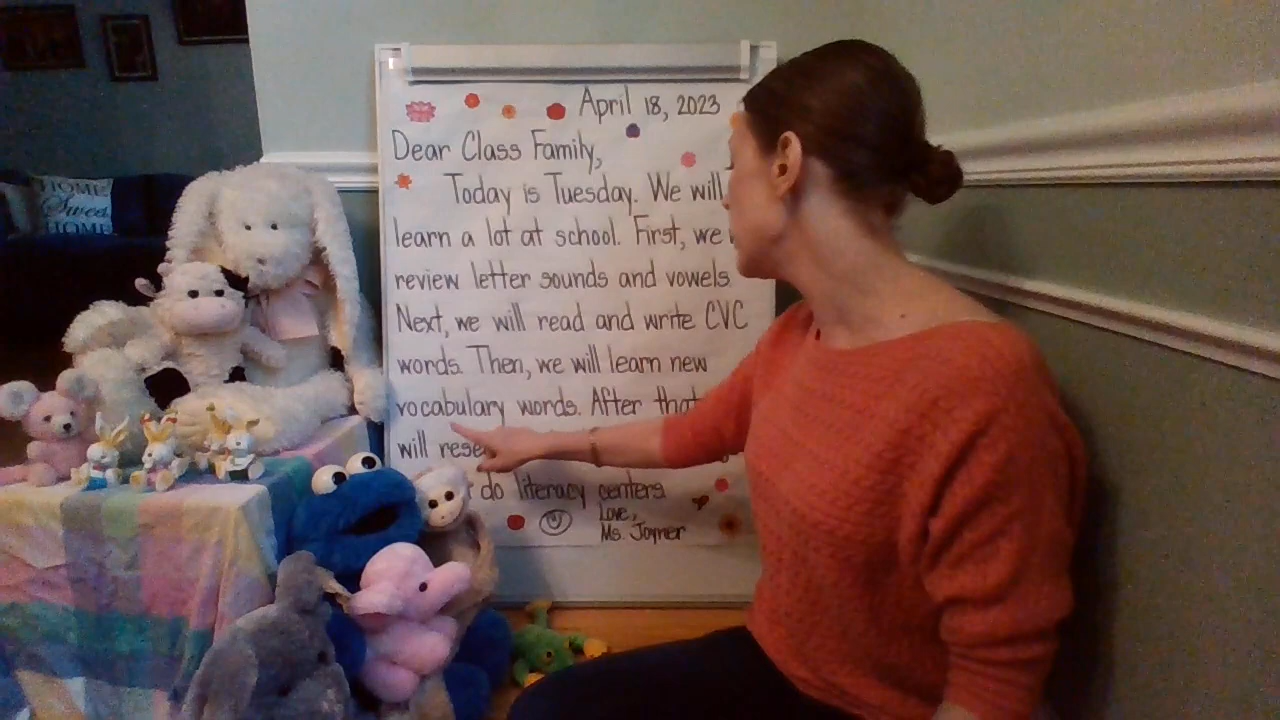 April 18, 2023
Dear Class Family,
Today is Tuesday. We will
learn a lot at school. First, we
review letter sounds and vowels.
Next, we will read and write CVC
words. Then, we will learn new
vocabulary words. After that
will
do literacy centers.
Love,
Ms. Joyner
HOME
Sweet
HOME